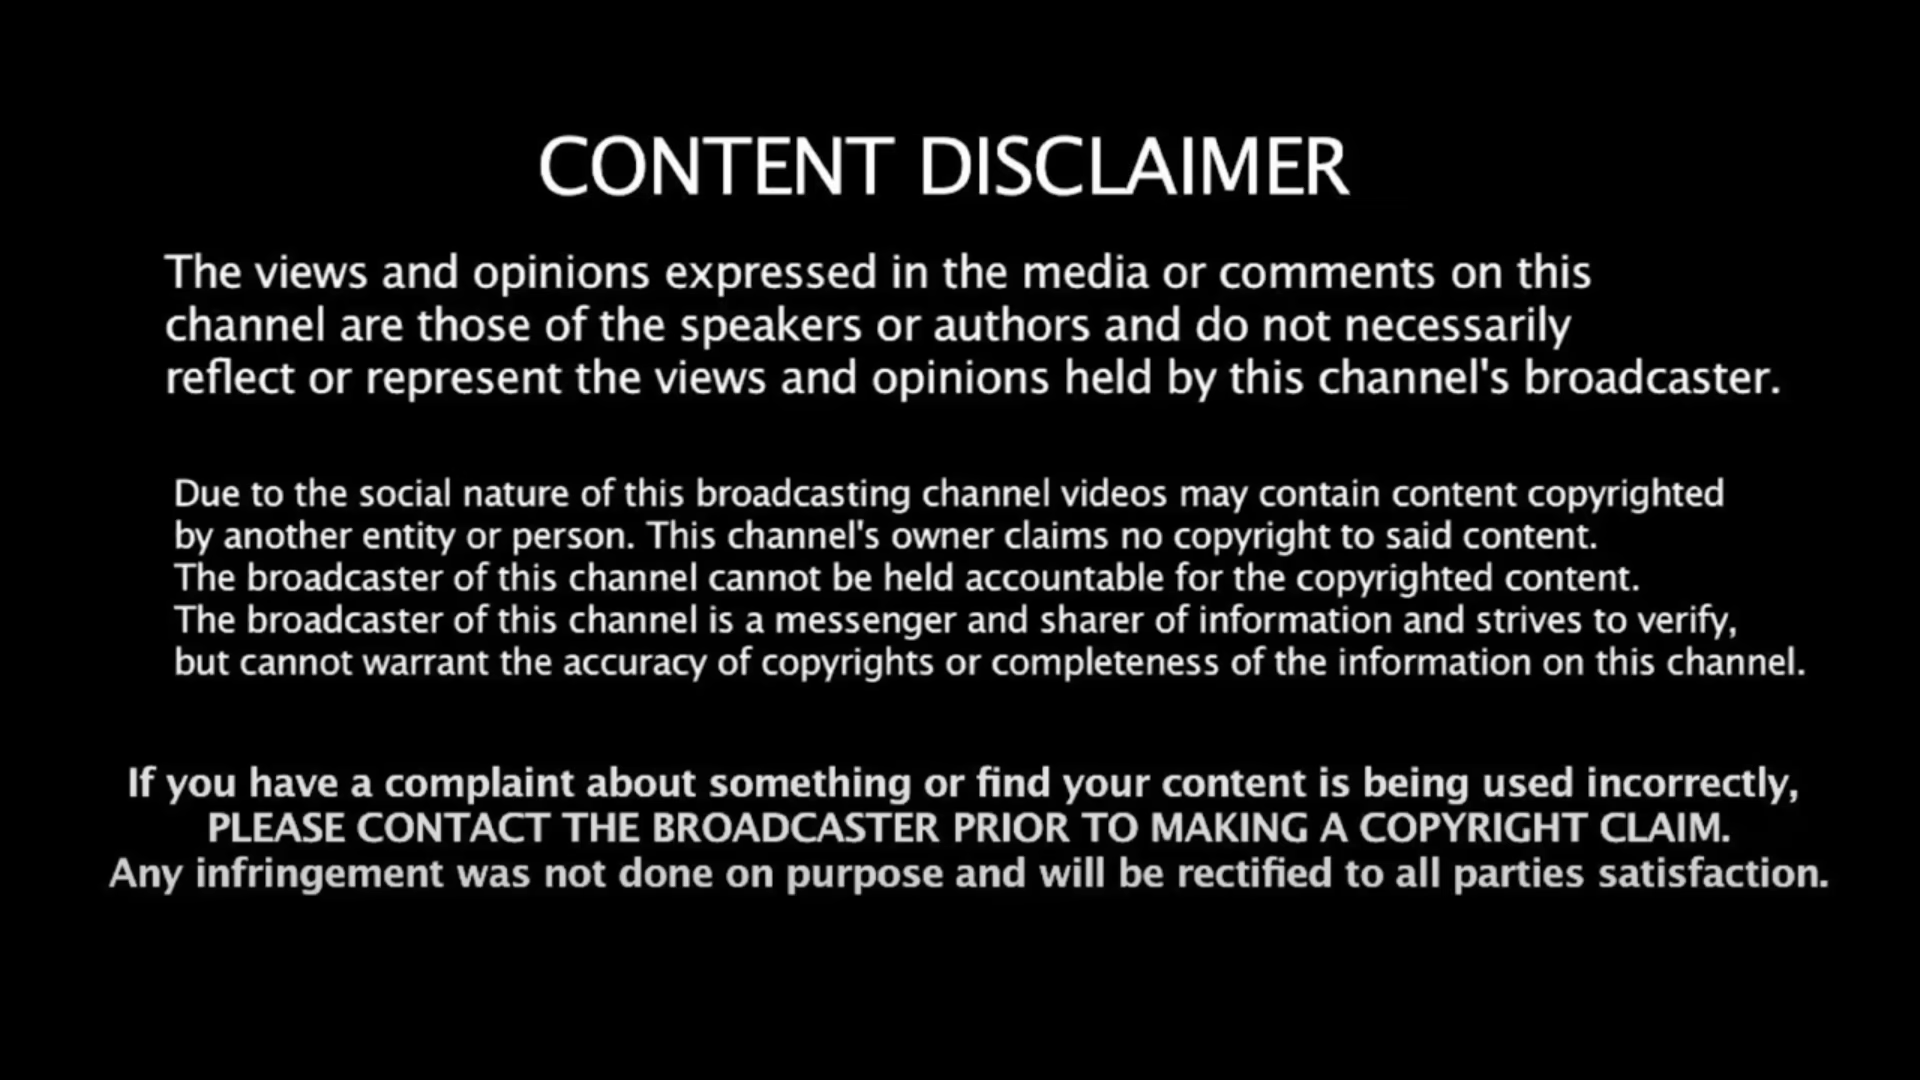 CONTENT DISCLAIMER
The views and opinions expressed in the media or comments on this
channel are those of the speakers or authors and do not necessarily
reflect or represent the views and opinions held by this channel's broadcaster.
Due to the social nature of this broadcasting channel videos may contain content copyrighted
by another entity or person. This channel's owner claims no copyright to said content.
The broadcaster of this channel cannot be held accountable for the copyrighted content.
The broadcaster of this channel is a messenger and sharer of information and strives to verify,
but cannot warrant the accuracy of copyrights or completeness of the information on this channel.
If you have a complaint about something or find your content is being used incorrectly,
PLEASE CONTACT THE BROADCASTER PRIOR TO MAKING A COPYRIGHT CLAIM.
Any infringement was not done on purpose and will be rectified to all parties satisfaction.